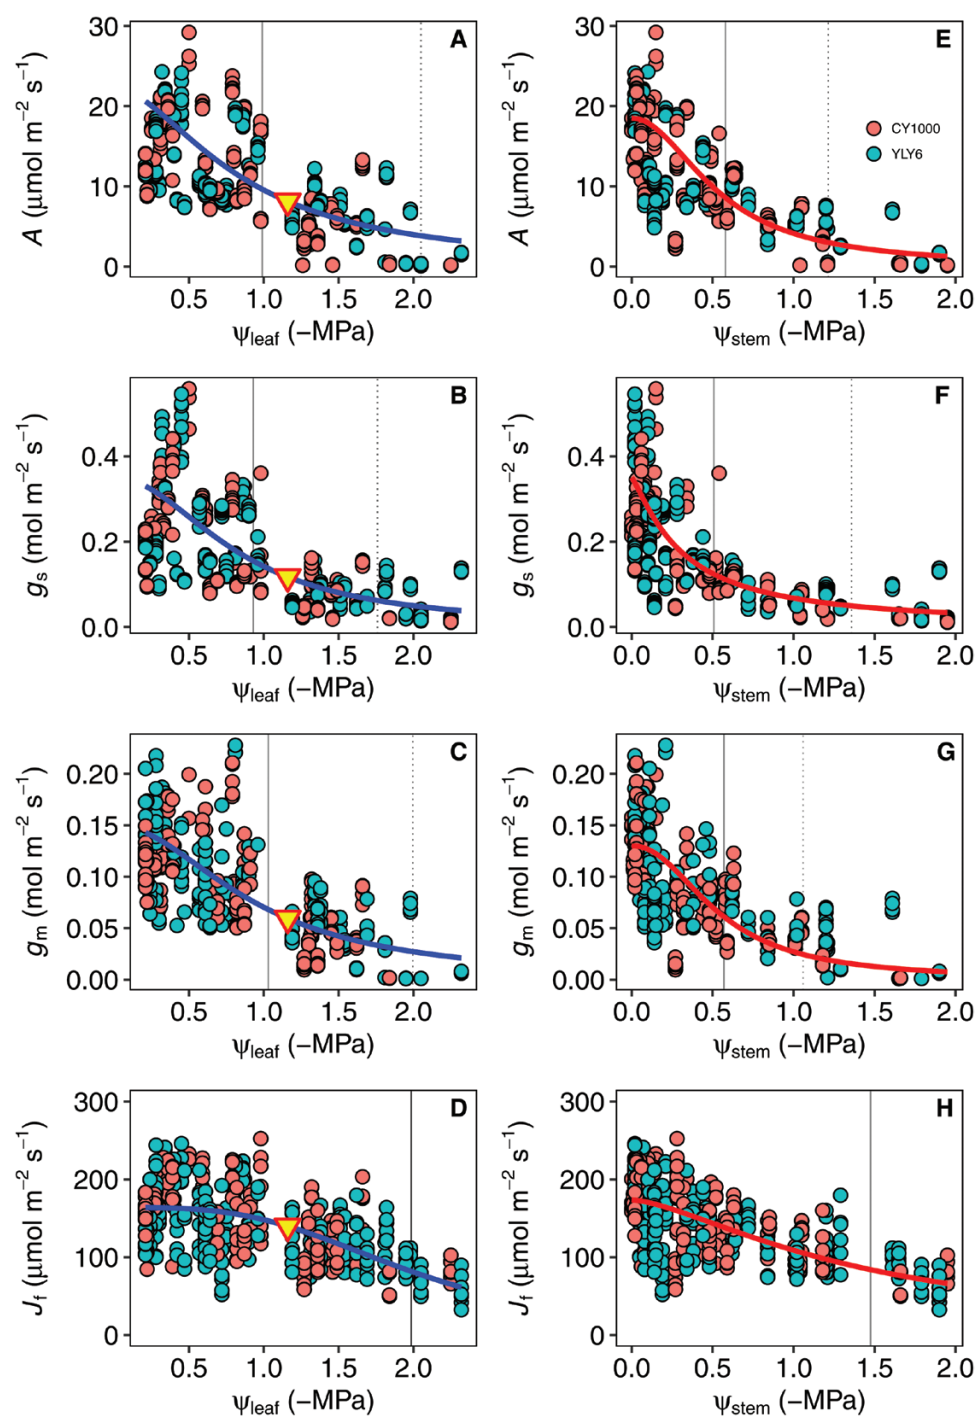 A
30
20
10
0
A (μmol m⁻² s⁻¹)
0.5 1.0 1.5 2.0
ψleaf (−MPa)
E
CY1000
YLY6
30
20
10
0
A (μmol m⁻² s⁻¹)
0.0 0.5 1.0 1.5 2.0
ψstem (−MPa)
B
0.4
0.2
0.0
gs (mol m⁻² s⁻¹)
0.5 1.0 1.5 2.0
ψleaf (−MPa)
F
0.4
0.2
0.0
gs (mol m⁻² s⁻¹)
0.0 0.5 1.0 1.5 2.0
ψstem (−MPa)
C
0.20
0.15
0.10
0.05
0.00
gm (mol m⁻² s⁻¹)
0.5 1.0 1.5 2.0
ψleaf (−MPa)
G
0.20
0.15
0.10
0.05
0.00
gm (mol m⁻² s⁻¹)
0.0 0.5 1.0 1.5 2.0
ψstem (−MPa)
D
300
200
100
0
Jf (μmol m⁻² s⁻¹)
0.5 1.0 1.5 2.0
ψleaf (−MPa)
H
300
200
100
0
Jf (μmol m⁻² s⁻¹)
0.0 0.5 1.0 1.5 2.0
ψstem (−MPa)